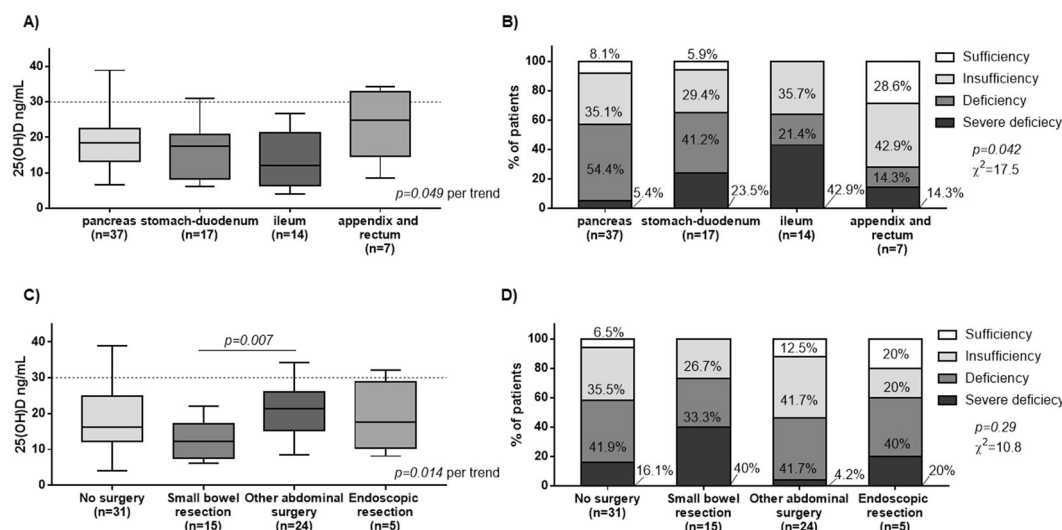 A)
25(OH)D ng/mL
40
30
20
10
0
p=0.049 per trend
pancreas
(n=37)
stomach-duodenum
(n=17)
ileum
(n=14)
appendix and
rectum
(n=7)
B)
% of patients
100
80
60
40
20
0
8.1%
35.1%
54.4%
5.4%
5.9%
29.4%
41.2%
23.5%
35.7%
21.4%
42.9%
28.6%
42.9%
14.3%
14.3%
pancreas
(n=37)
stomach-duodenum
(n=17)
ileum
(n=14)
appendix and
rectum
(n=7)
Sufficiency
Insufficiency
Deficiency
Severe deficiecy
p=0.042
χ²=17.5
C)
25(OH)D ng/mL
40
30
20
10
0
p=0.007
p=0.014 per trend
No surgery
(n=31)
Small bowel
resection
(n=15)
Other abdominal
surgery
(n=24)
Endoscopic
resection
(n=5)
D)
% of patients
100
80
60
40
20
0
6.5%
35.5%
41.9%
16.1%
26.7%
33.3%
40%
12.5%
41.7%
41.7%
4.2%
20%
20%
40%
20%
No surgery
(n=31)
Small bowel
resection
(n=15)
Other abdominal
surgery
(n=24)
Endoscopic
resection
(n=5)
Sufficiency
Insufficiency
Deficiency
Severe deficiecy
p=0.29
χ²=10.8